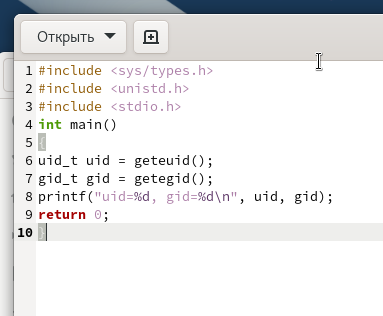 Открыть
1 #include <sys/types.h>
2 #include <unistd.h>
3 #include <stdio.h>
4 int main()
5 {
6 uid_t uid = geteuid();
7 gid_t gid = getegid();
8 printf("uid=%d, gid=%d\n", uid, gid);
9 return 0;
10 }